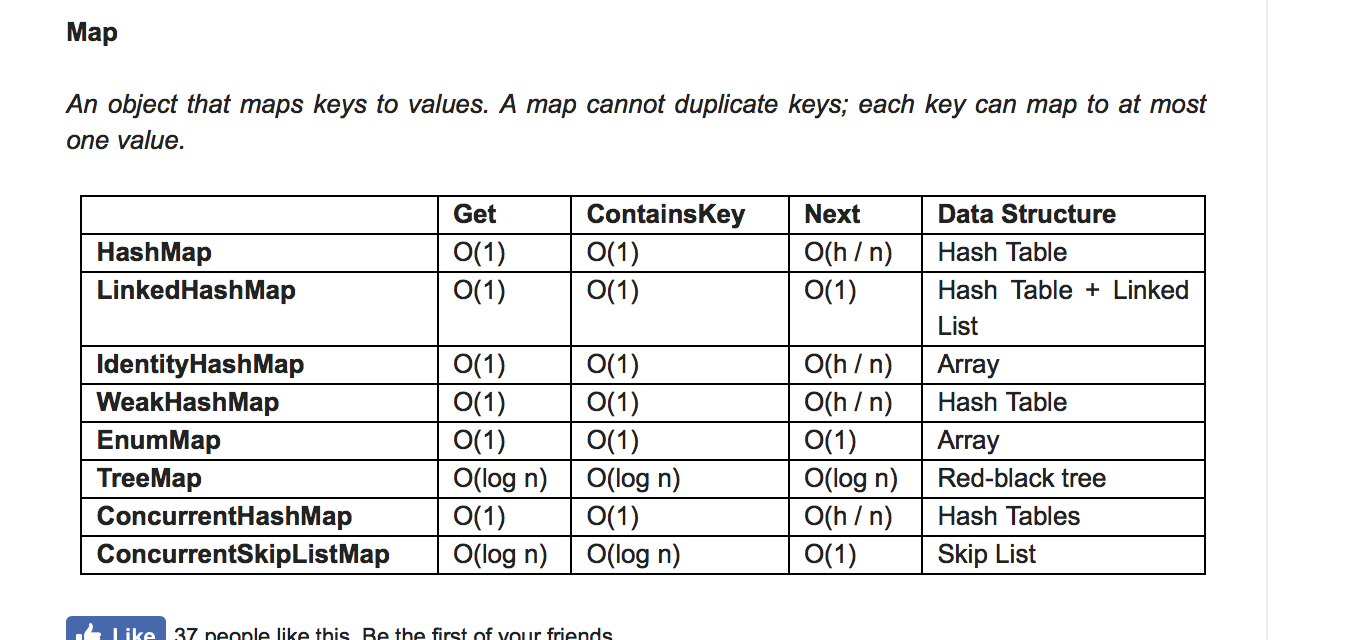 Map
An object that maps keys to values. A map cannot duplicate keys; each key can map to at most
one value.
Get ContainsKey Next Data Structure
HashMap O(1) O(1) O(h / n) Hash Table
LinkedHashMap O(1) O(1) O(1) Hash Table + Linked
List
IdentityHashMap O(1) O(1) O(h / n) Array
WeakHashMap O(1) O(1) O(h / n) Hash Table
EnumMap O(1) O(1) O(1) Array
TreeMap O(log n) O(log n) O(log n) Red-black tree
ConcurrentHashMap O(1) O(1) O(h / n) Hash Tables
ConcurrentSkipListMap O(log n) O(log n) O(1) Skip List
Like 37 people like this. Be the first of your friends.